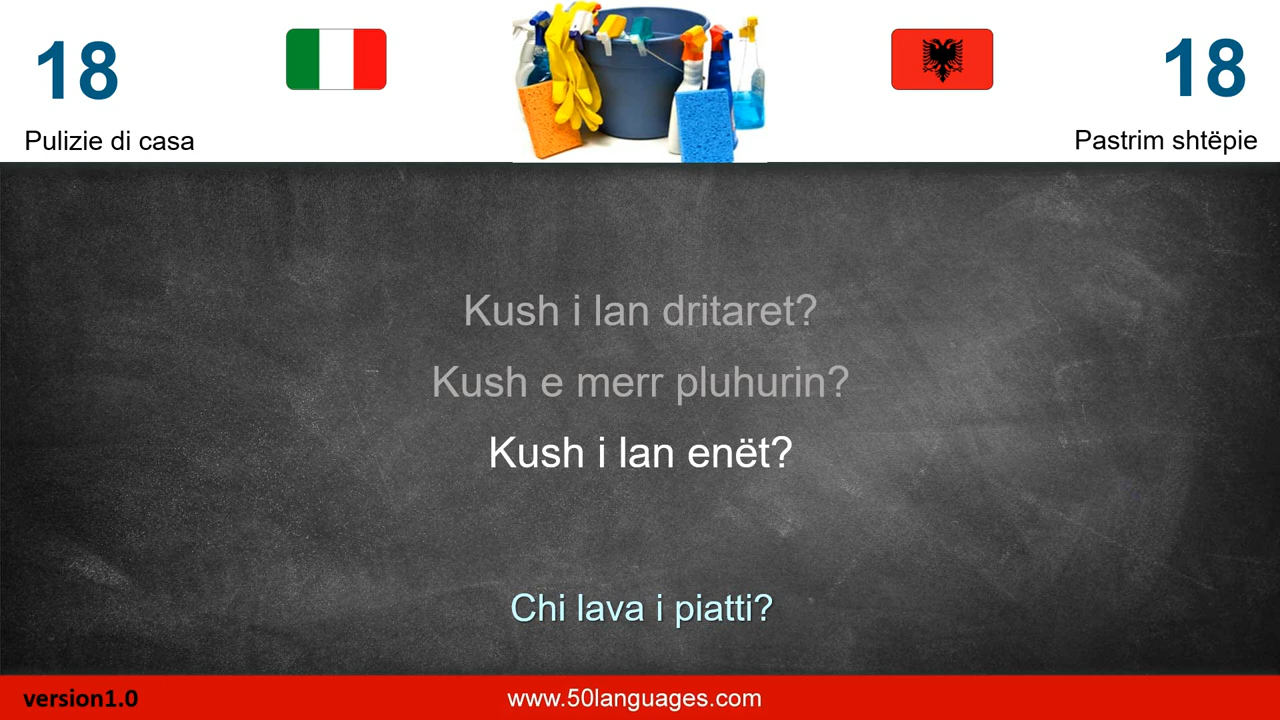 18
18
Pulizie di casa
Pastrim shtëpie
Kush i lan dritaret?
Kush e merr pluhurin?
Kush i lan enët?
Chi lava i piatti?
version1.0
www.50languages.com